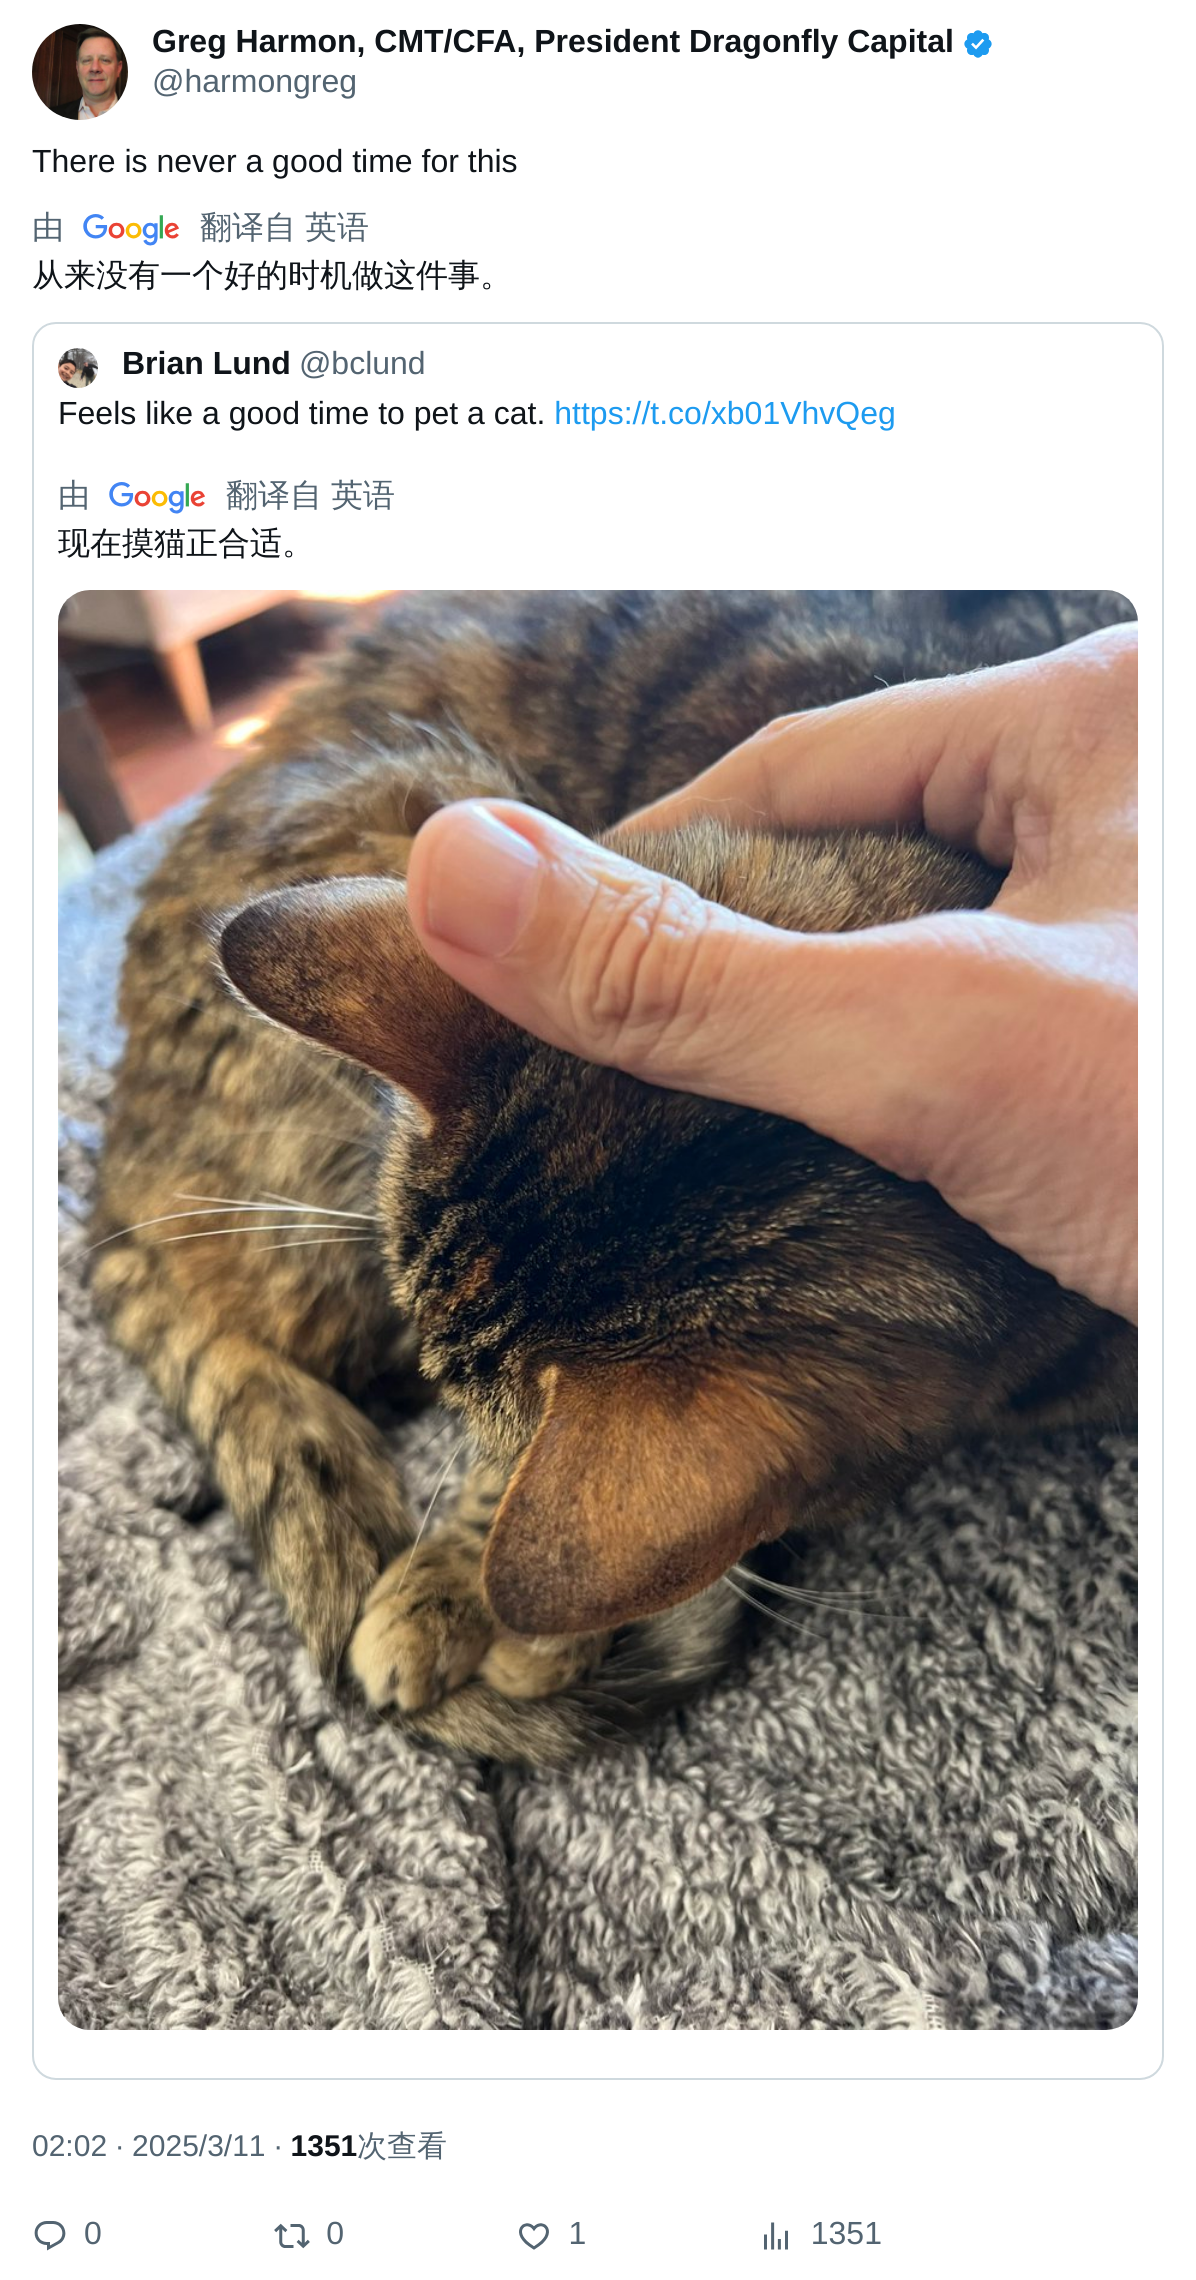 Greg Harmon, CMT/CFA, President Dragonfly Capital
@harmongreg
There is never a good time for this
由 Google 翻译自 英语
从来没有一个好的时机做这件事。
Brian Lund @bclund
Feels like a good time to pet a cat. https://t.co/xb01VhvQeg
由 Google 翻译自 英语
现在摸猫正合适。
02:02 · 2025/3/11 · 1351次查看
0 0 1 1351